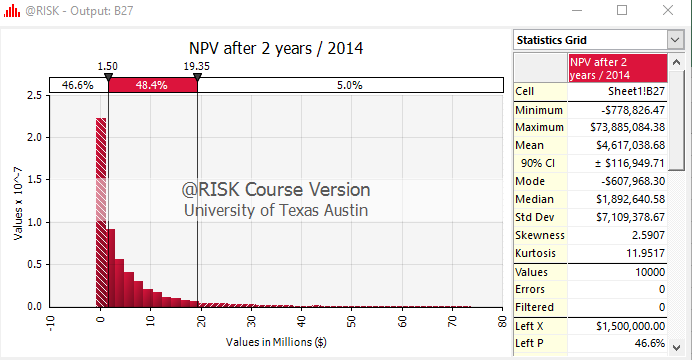 @RISK - Output: B27
NPV after 2 years / 2014
1.50 19.35
46.6% 48.4% 5.0%
2.5
2.0
1.5
1.0
0.5
0.0
Values x 10^-7
-10 0 10 20 30 40 50 60 70 80
Values in Millions ($)
@RISK Course Version
University of Texas Austin
Statistics Grid
NPV after 2
years / 2014
Cell Sheet1!B27
Minimum -$778,826.47
Maximum $73,885,084.38
Mean $4,617,038.68
90% CI ± $116,949.71
Mode -$607,968.30
Median $1,892,640.58
Std Dev $7,109,378.67
Skewness 2.5907
Kurtosis 11.9517
Values 10000
Errors 0
Filtered 0
Left X $1,500,000.00
Left P 46.6%